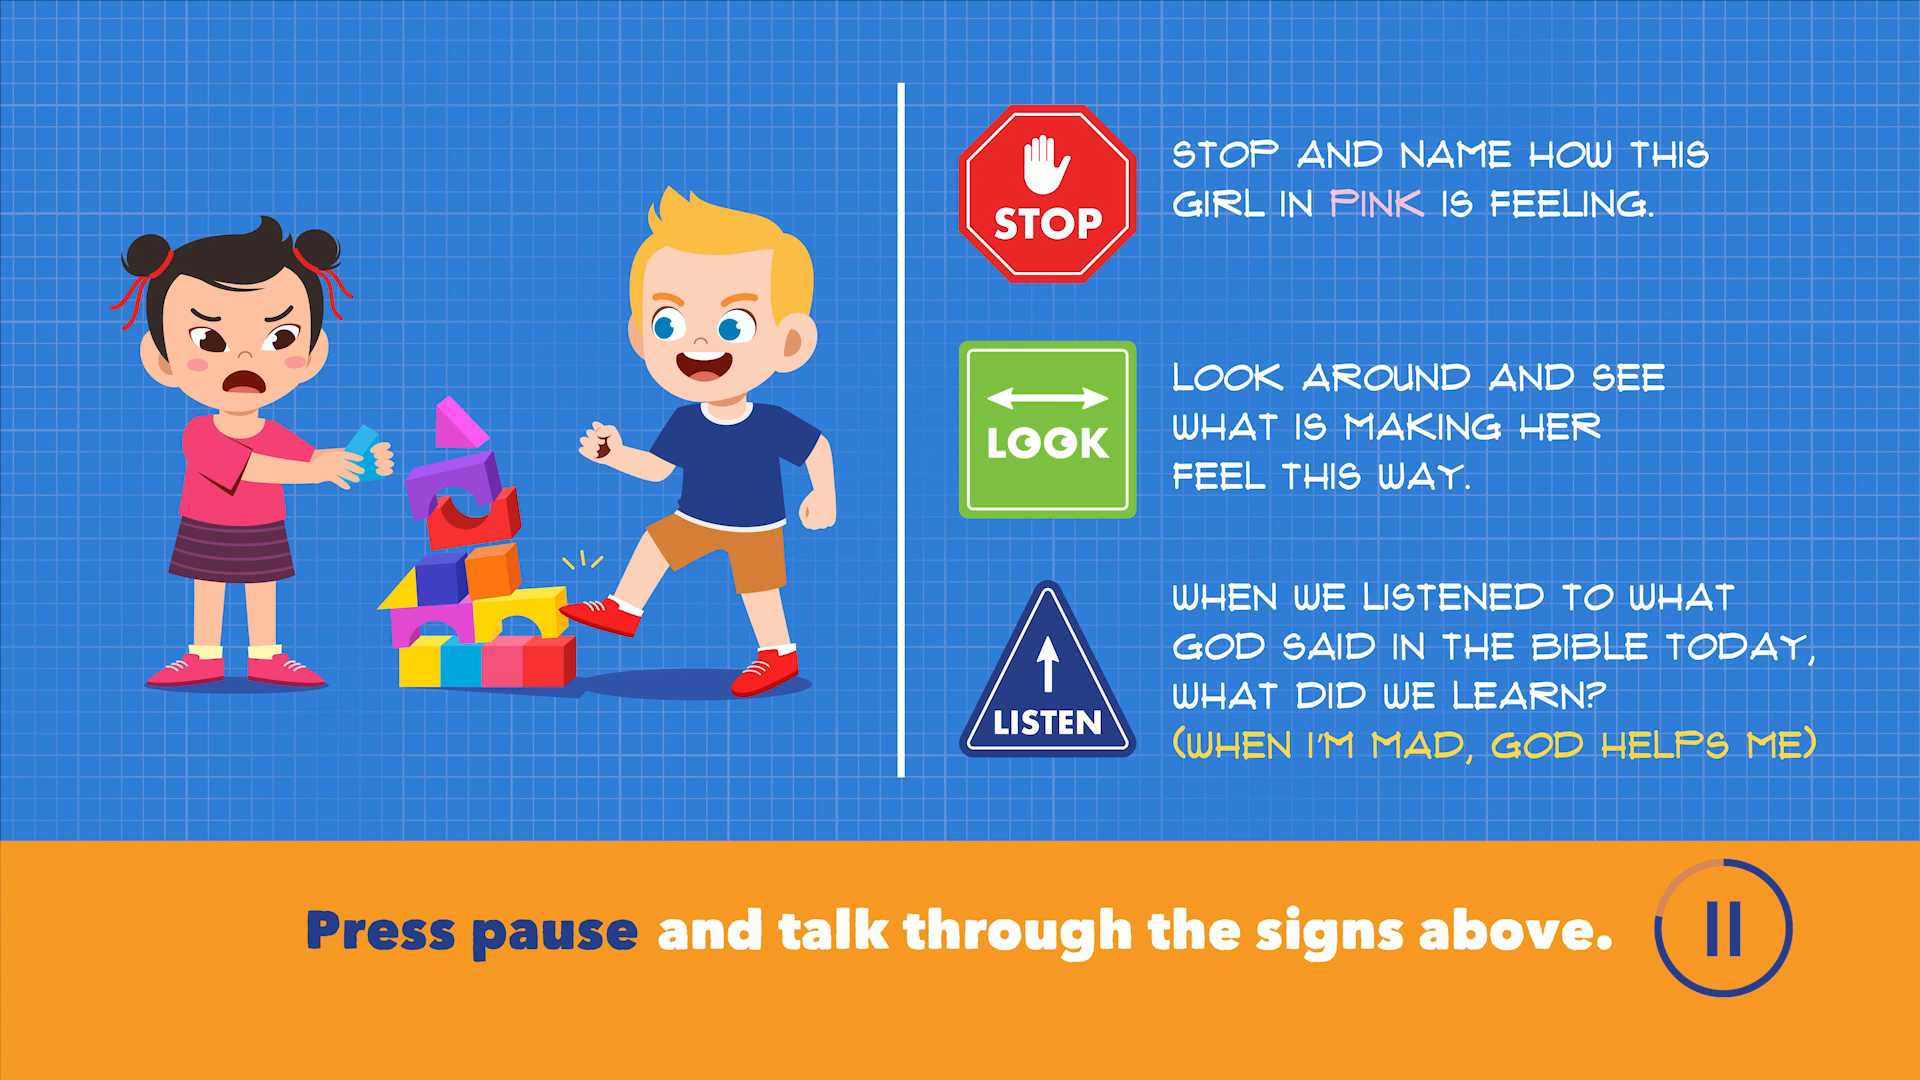 STOP
STOP AND NAME HOW THIS
GIRL IN PINK IS FEELING.
LOOK
LOOK AROUND AND SEE
WHAT IS MAKING HER
FEEL THIS WAY.
LISTEN
WHEN WE LISTENED TO WHAT
GOD SAID IN THE BIBLE TODAY,
WHAT DID WE LEARN?
(WHEN I'M MAD, GOD HELPS ME)
Press pause and talk through the signs above.